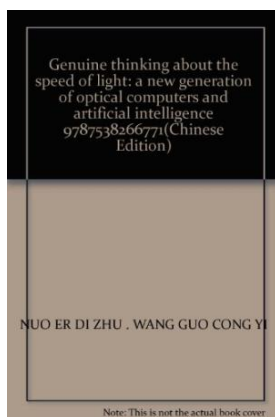 Genuine thinking about the
speed of light: a new generation
of optical computers and
artificial intelligence
9787538266771(Chinese
Edition)
NUO ER DI ZHU . WANG GUO CONG YI
Note: This is not the actual book cover